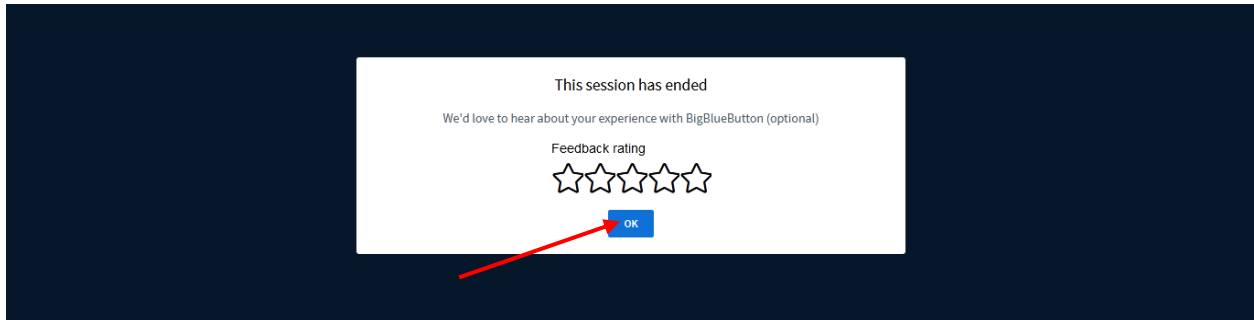 This session has ended
We'd love to hear about your experience with BigBlueButton (optional)
Feedback rating
OK